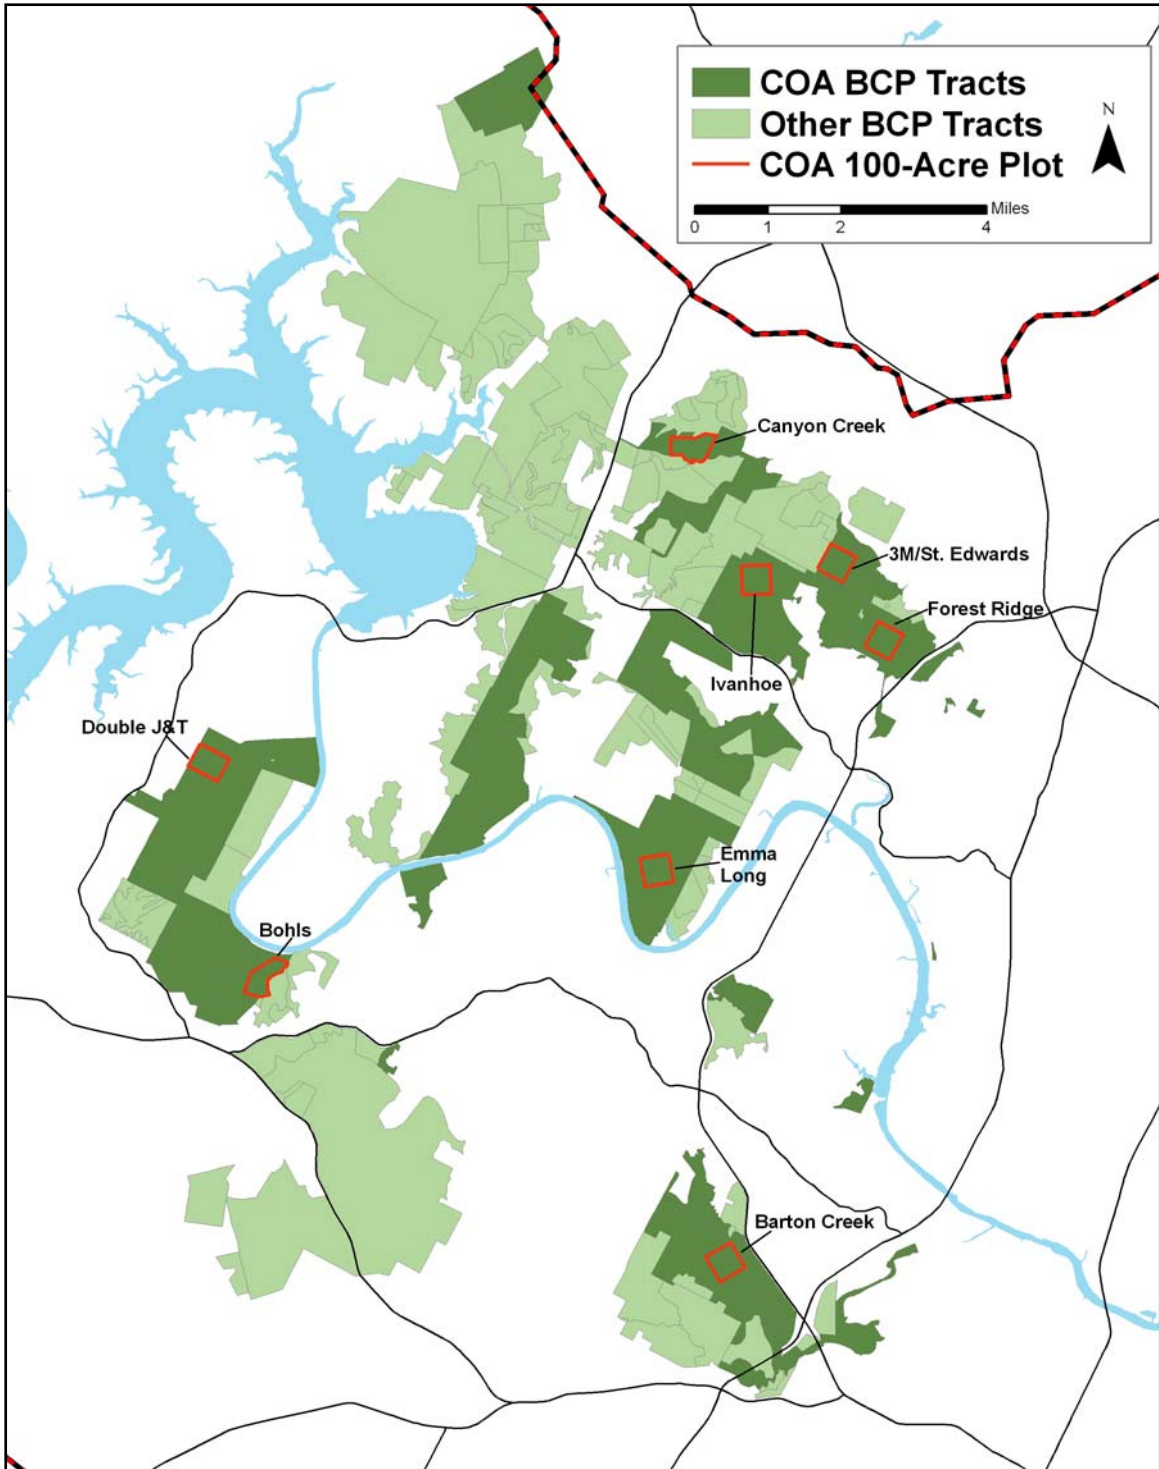 COA BCP Tracts
Other BCP Tracts
COA 100-Acre Plot
N
Miles
0 1 2 4
Canyon Creek
3M/St. Edwards
Forest Ridge
Ivanhoe
Double J&T
Emma
Long
Bohls
Barton Creek